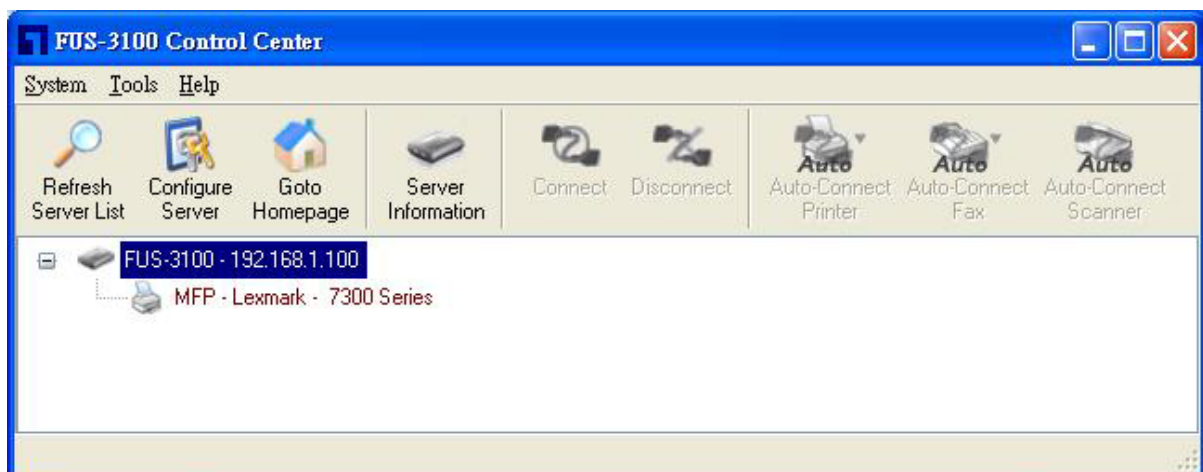 FUS-3100 Control Center
System Tools Help
Refresh Server List
Configure Server
Goto Homepage
Server Information
Connect
Disconnect
Auto
Auto-Connect Printer
Auto
Auto-Connect Fax
Auto
Auto-Connect Scanner
FUS-3100 - 192.168.1.100
MFP - Lexmark - 7300 Series